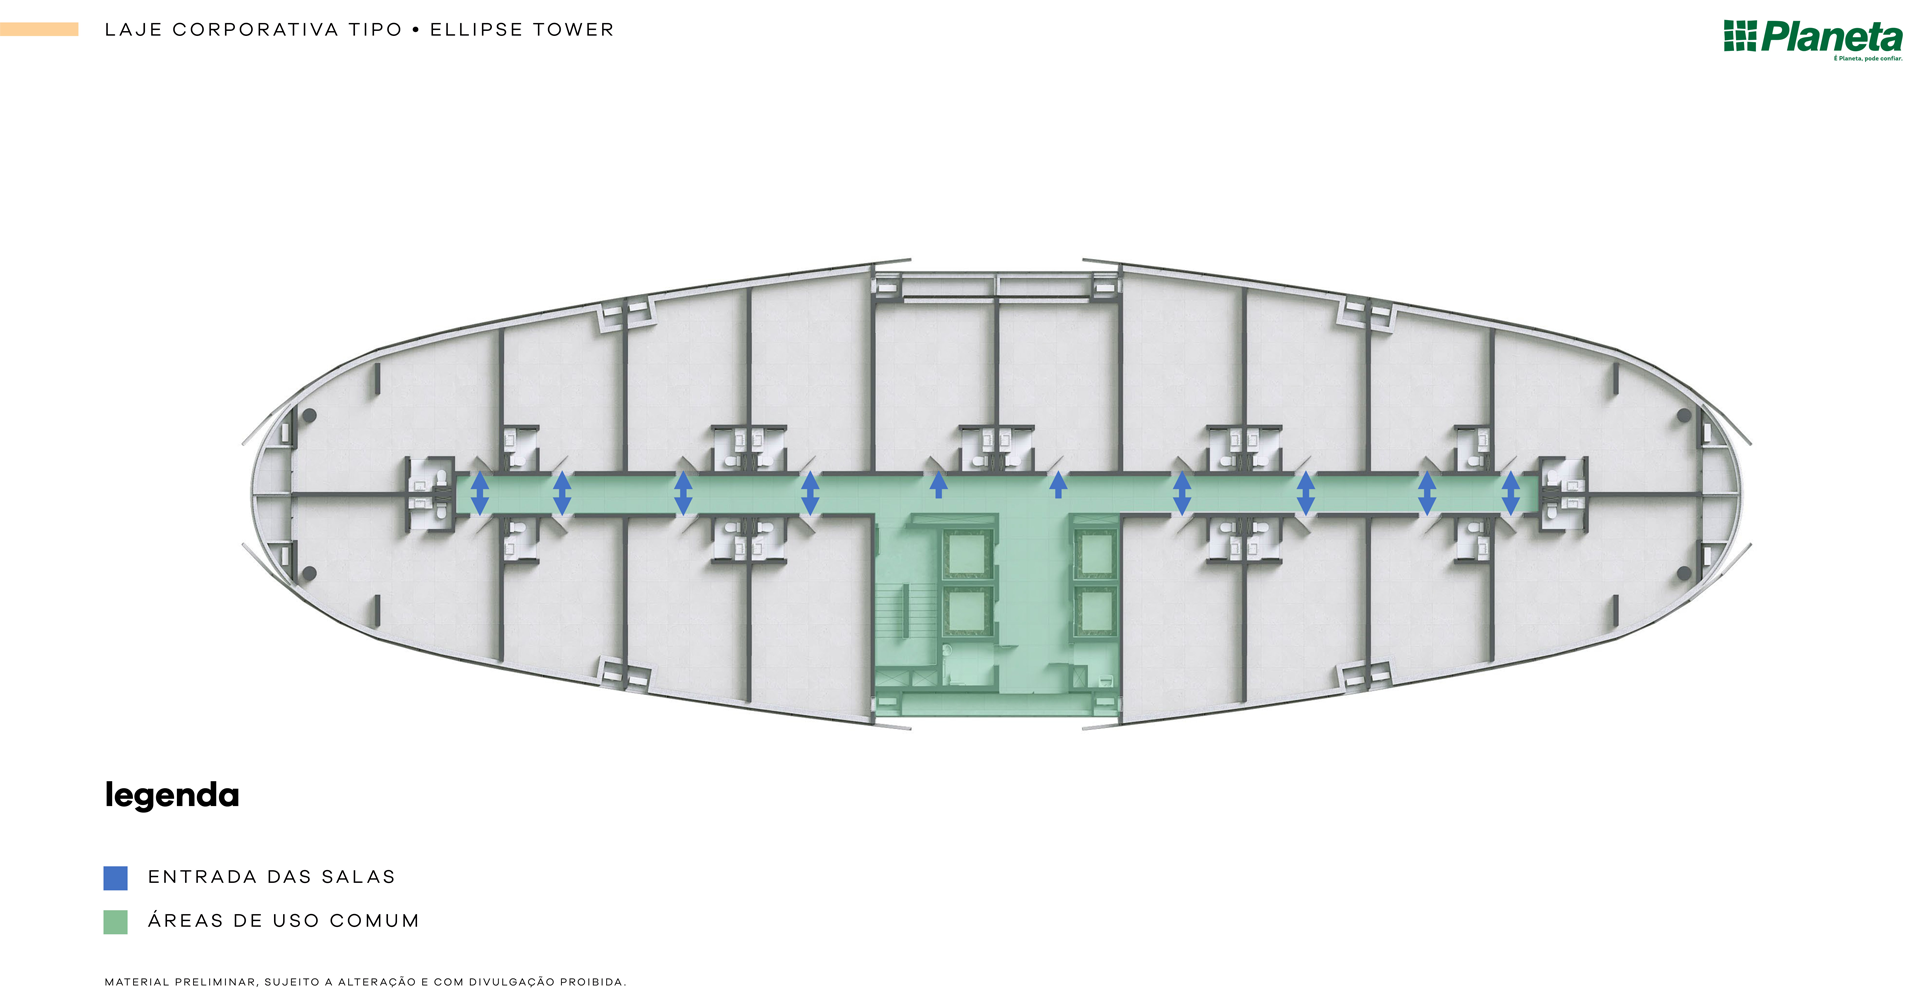 LAJE CORPORATIVA TIPO • ELLIPSE TOWER
Planeta
É Planeta, pode confiar.
legenda
ENTRADA DAS SALAS
ÁREAS DE USO COMUM
MATERIAL PRELIMINAR, SUJEITO A ALTERAÇÃO E COM DIVULGAÇÃO PROIBIDA.